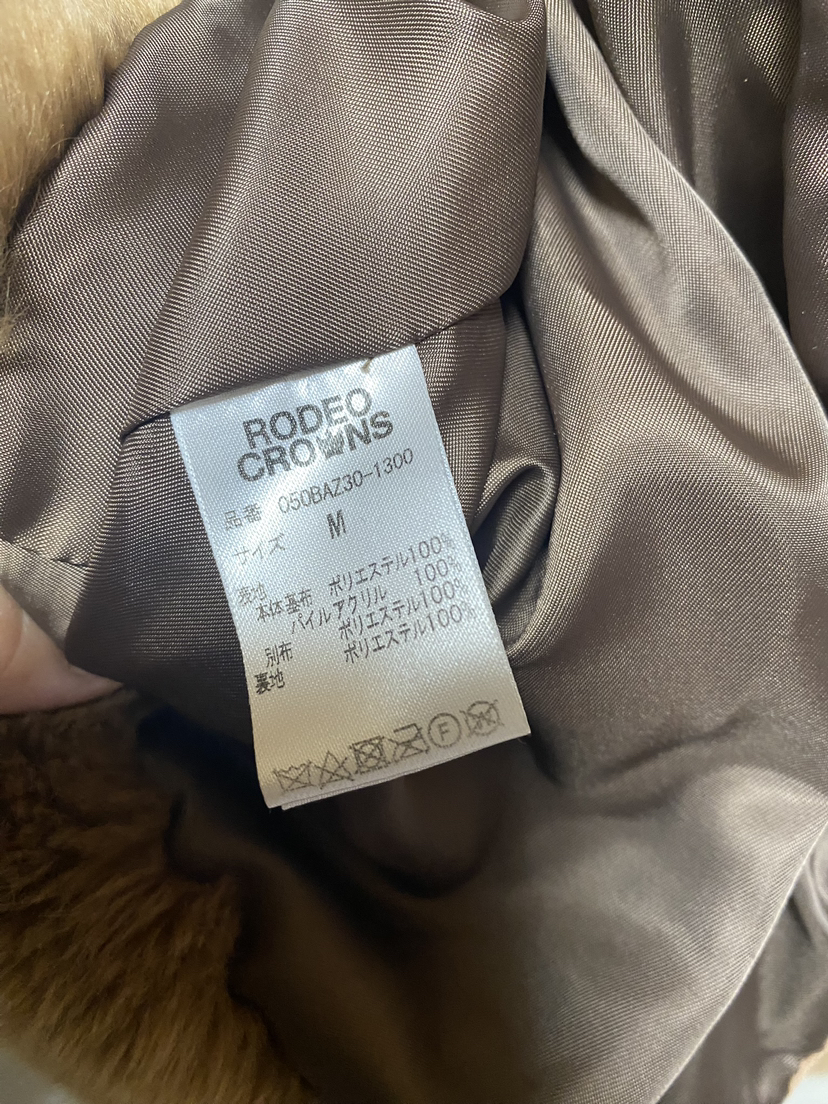 RODEO
CROWNS
品番 050BAZ30-1300
サイズ M
表地
本体基布 ポリエステル100%
パイル アクリル 100%
別布 ポリエステル100%
裏地 ポリエステル100%
F